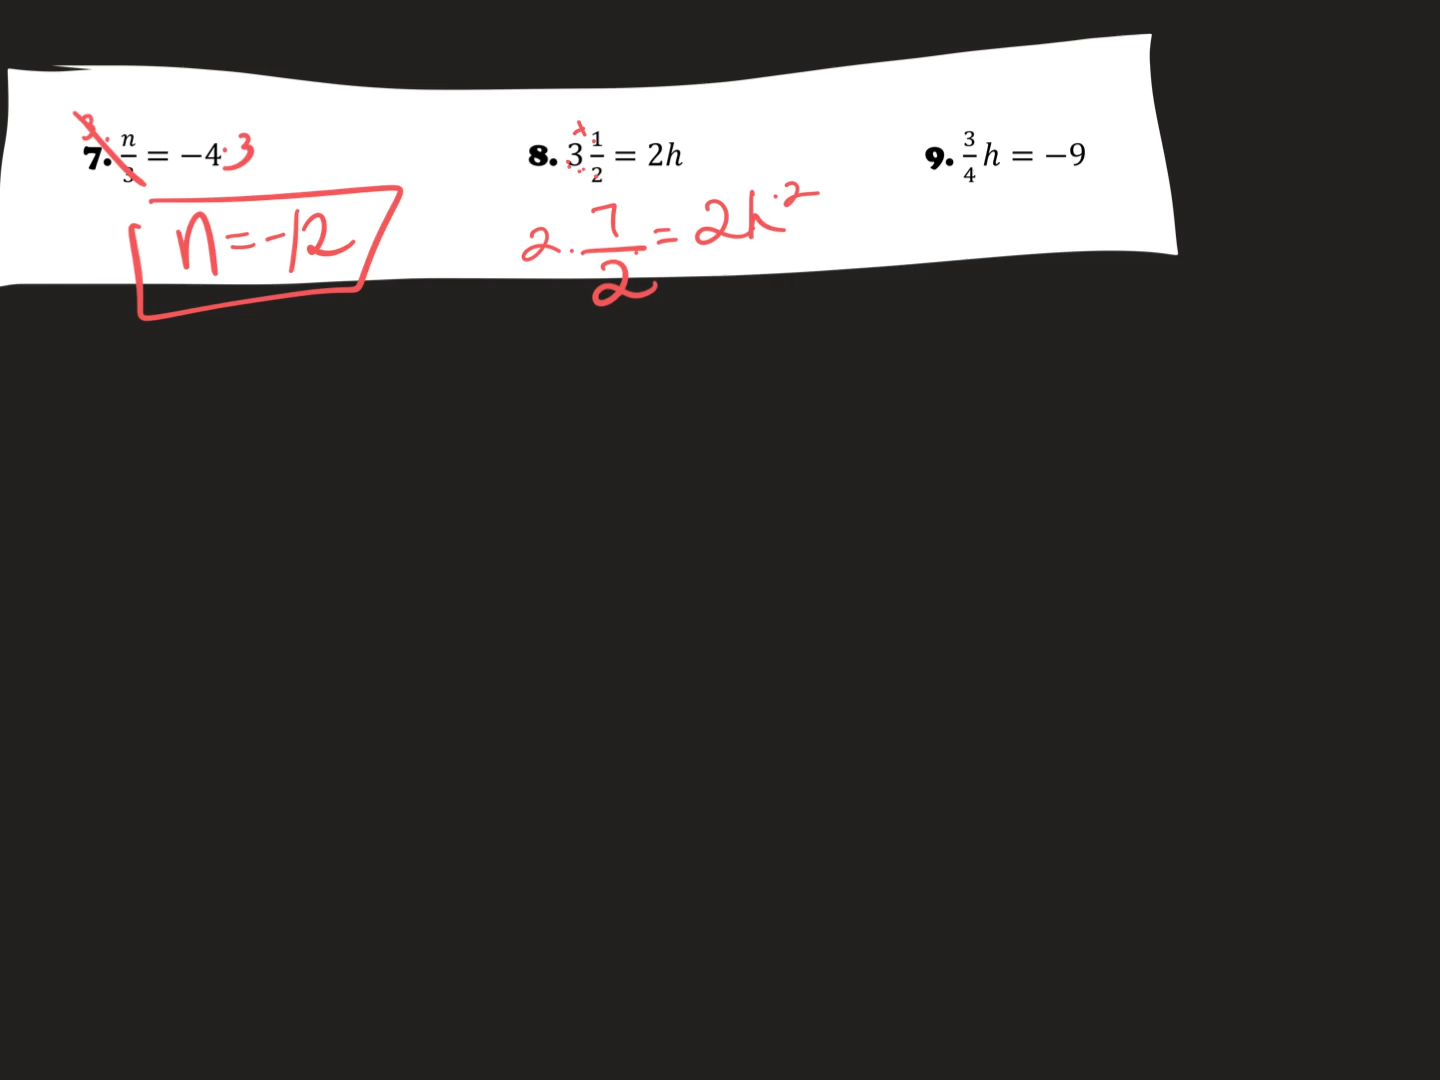 3 · 7. n/3 = −4 · 3
n = -12
8. 3 1/2 = 2h
2 · 7/2 = 2h · 2
9. 3/4 h = −9